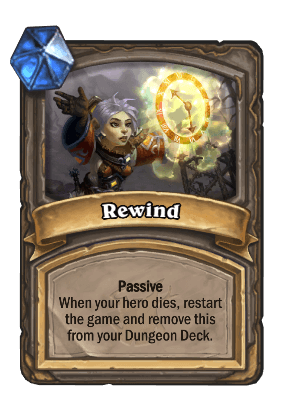 Rewind
Passive
When your hero dies, restart
the game and remove this
from your Dungeon Deck.